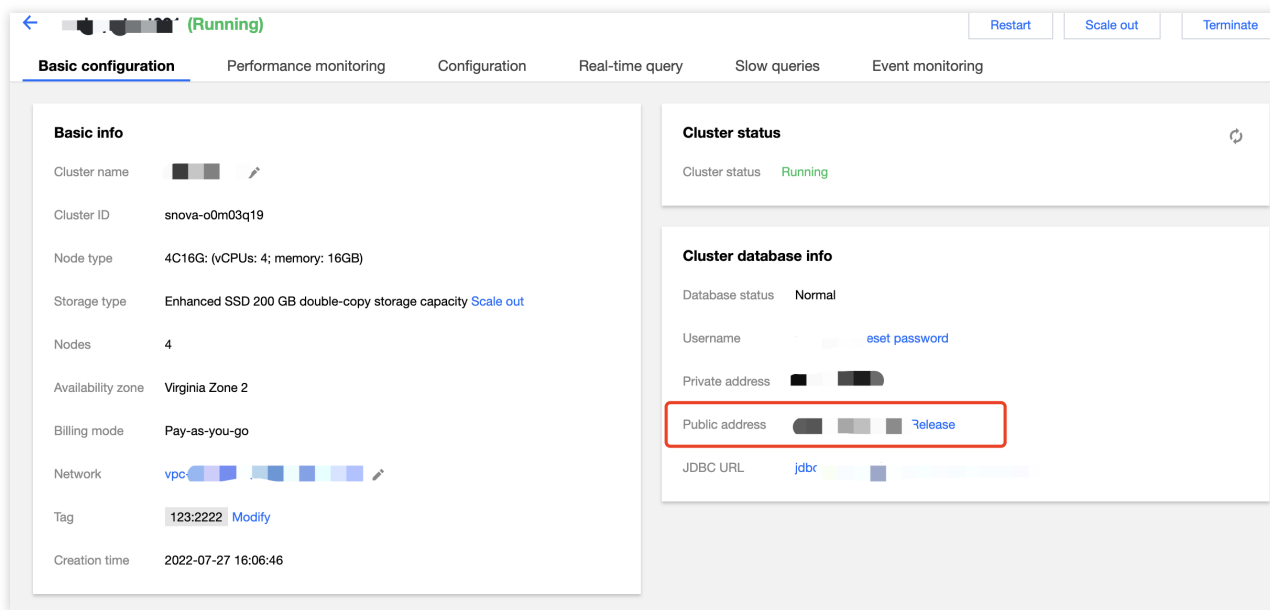 (Running)
Restart
Scale out
Terminate
Basic configuration
Performance monitoring
Configuration
Real-time query
Slow queries
Event monitoring
Basic info
Cluster name
Cluster ID snova-o0m03q19
Node type 4C16G: (vCPUs: 4; memory: 16GB)
Storage type Enhanced SSD 200 GB double-copy storage capacity Scale out
Nodes 4
Availability zone Virginia Zone 2
Billing mode Pay-as-you-go
Network vpc-
Tag 123:2222 Modify
Creation time 2022-07-27 16:06:46
Cluster status
Cluster status Running
Cluster database info
Database status Normal
Username eset password
Private address
Public address Release
JDBC URL jdbc